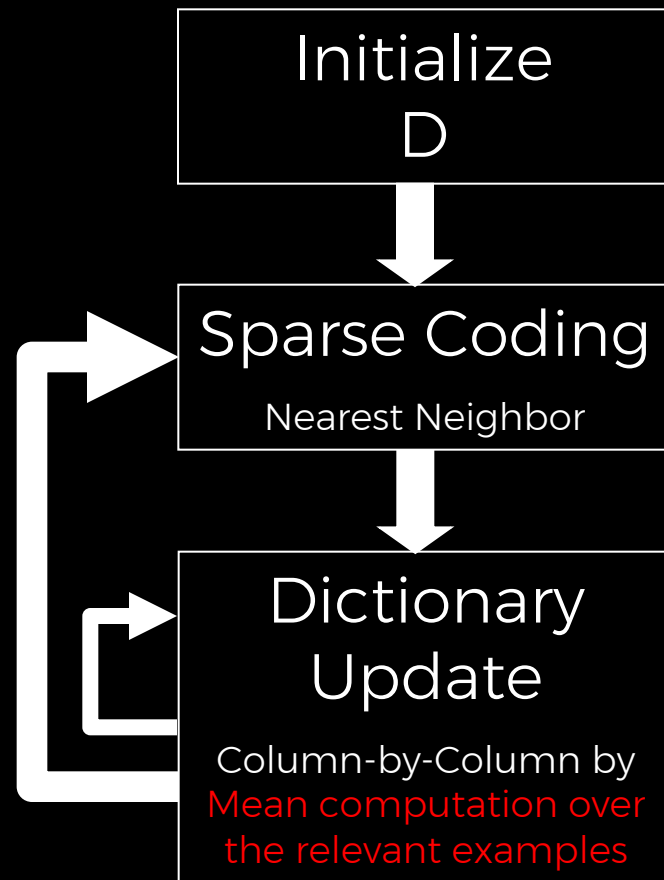 Initialize
D
Sparse Coding
Nearest Neighbor
Dictionary
Update
Column-by-Column by
Mean computation over
the relevant examples